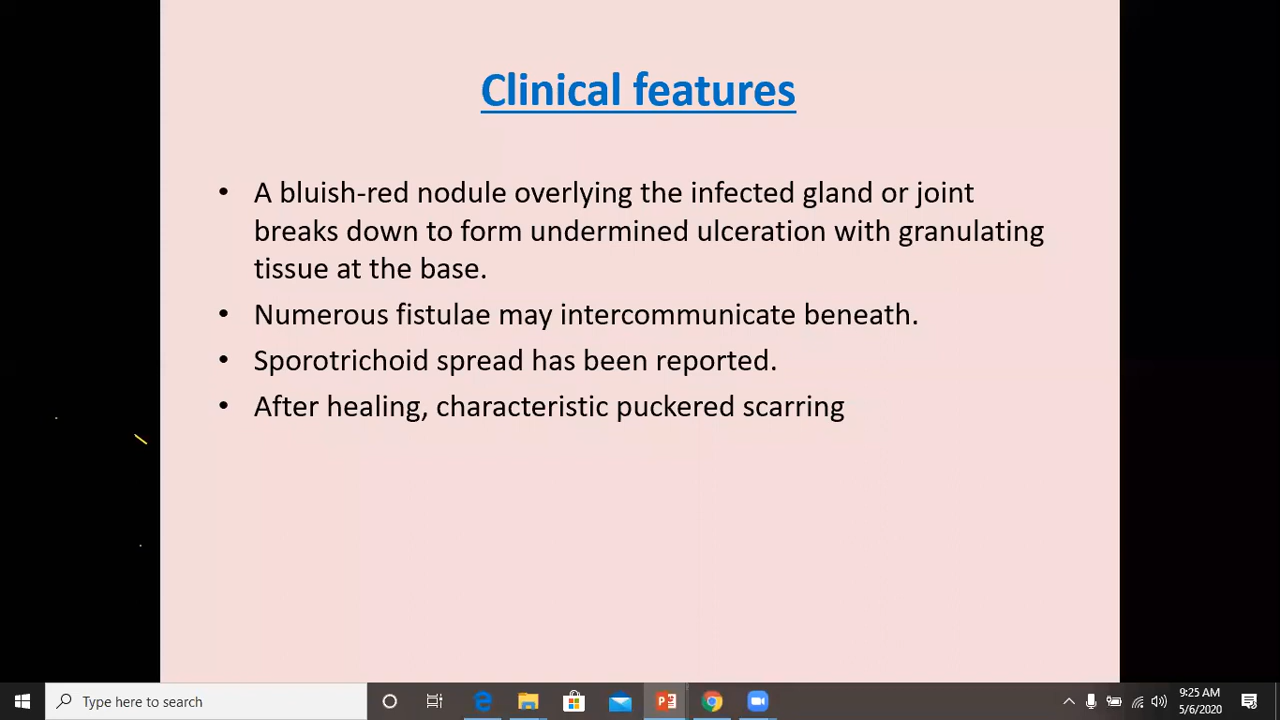 Clinical features
• A bluish-red nodule overlying the infected gland or joint
breaks down to form undermined ulceration with granulating
tissue at the base.
• Numerous fistulae may intercommunicate beneath.
• Sporotrichoid spread has been reported.
• After healing, characteristic puckered scarring
Type here to search
9:25 AM
5/6/2020